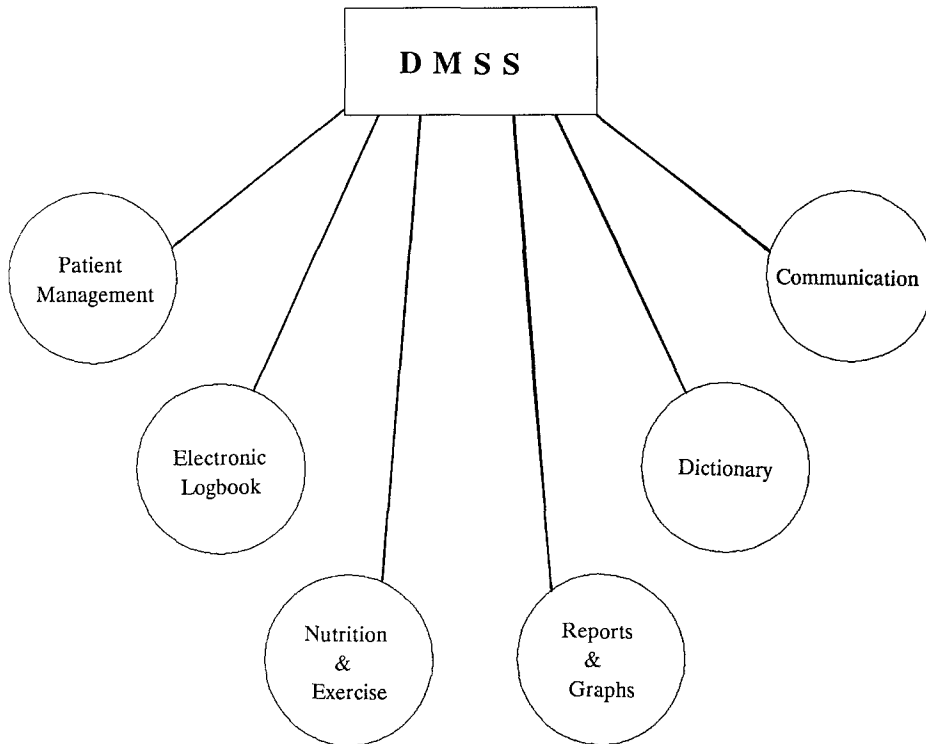 D M S S
Patient
Management
Communication
Electronic
Logbook
Dictionary
Nutrition
&
Exercise
Reports
&
Graphs